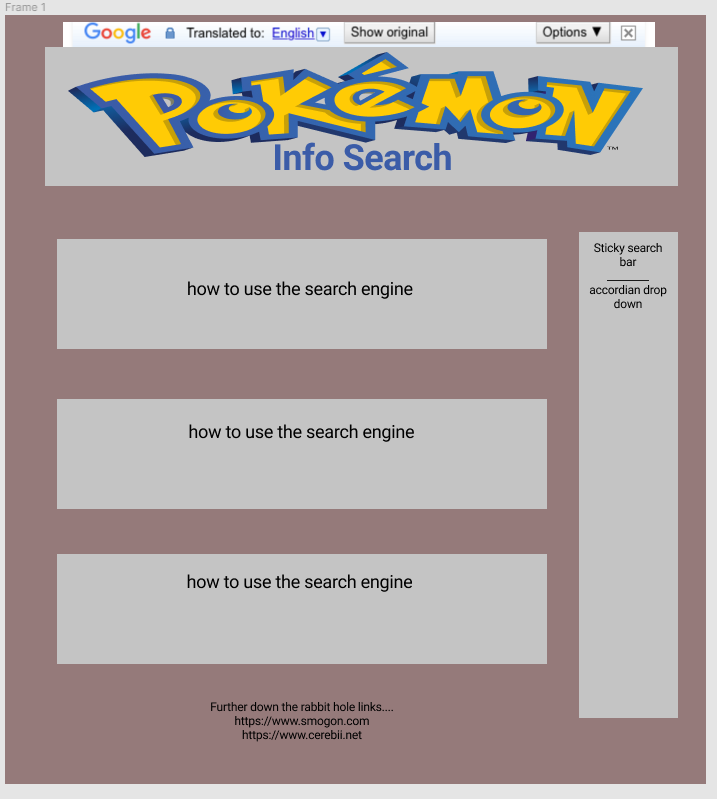 Frame 1
Google Translated to: English ▼ Show original Options ▼
POKéMON
™
Info Search
Sticky search
bar
accordian drop
down
how to use the search engine
how to use the search engine
how to use the search engine
Further down the rabbit hole links....
https://www.smogon.com
https://www.cerebii.net